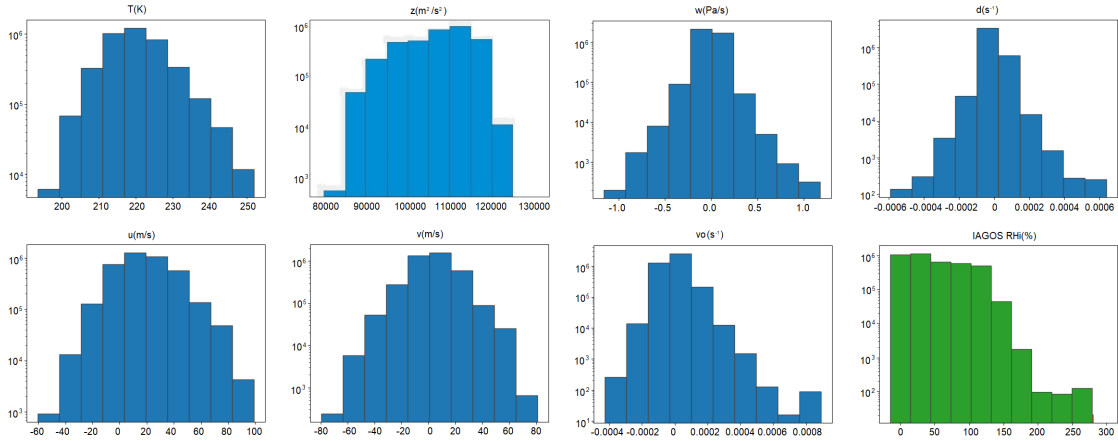 T(K)
10⁶
10⁵
10⁴
200 210 220 230 240 250
z(m²/s²)
10⁶
10⁵
10⁴
10³
80000 90000 100000 110000 120000 130000
w(Pa/s)
10⁶
10⁵
10⁴
10³
-1.0 -0.5 0.0 0.5 1.0
d(s⁻¹)
10⁶
10⁵
10⁴
10³
10²
-0.0006 -0.0004 -0.0002 0 0.0002 0.0004 0.0006
u(m/s)
10⁶
10⁵
10⁴
10³
-60 -40 -20 0 20 40 60 80 100
v(m/s)
10⁶
10⁵
10⁴
10³
-80 -60 -40 -20 0 20 40 60 80
vo(s⁻¹)
10⁶
10⁵
10⁴
10³
10²
10¹
-0.0004 -0.0002 0 0.0002 0.0004 0.0006 0.0008
IAGOS RHi(%)
10⁶
10⁵
10⁴
10³
10²
0 50 100 150 200 250 300